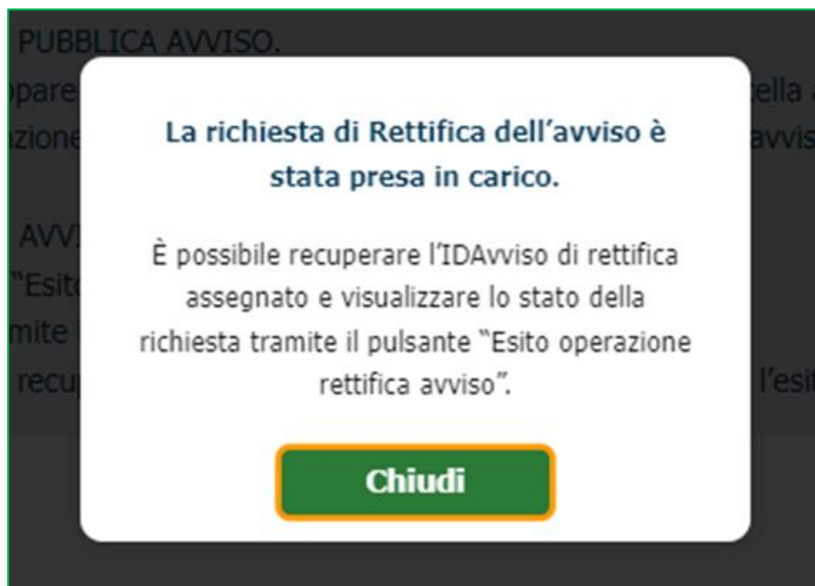 PUBBLICA AVVISO.
La richiesta di Rettifica dell’avviso è
stata presa in carico.
È possibile recuperare l’IDAvviso di rettifica
assegnato e visualizzare lo stato della
richiesta tramite il pulsante “Esito operazione
rettifica avviso”.
Chiudi